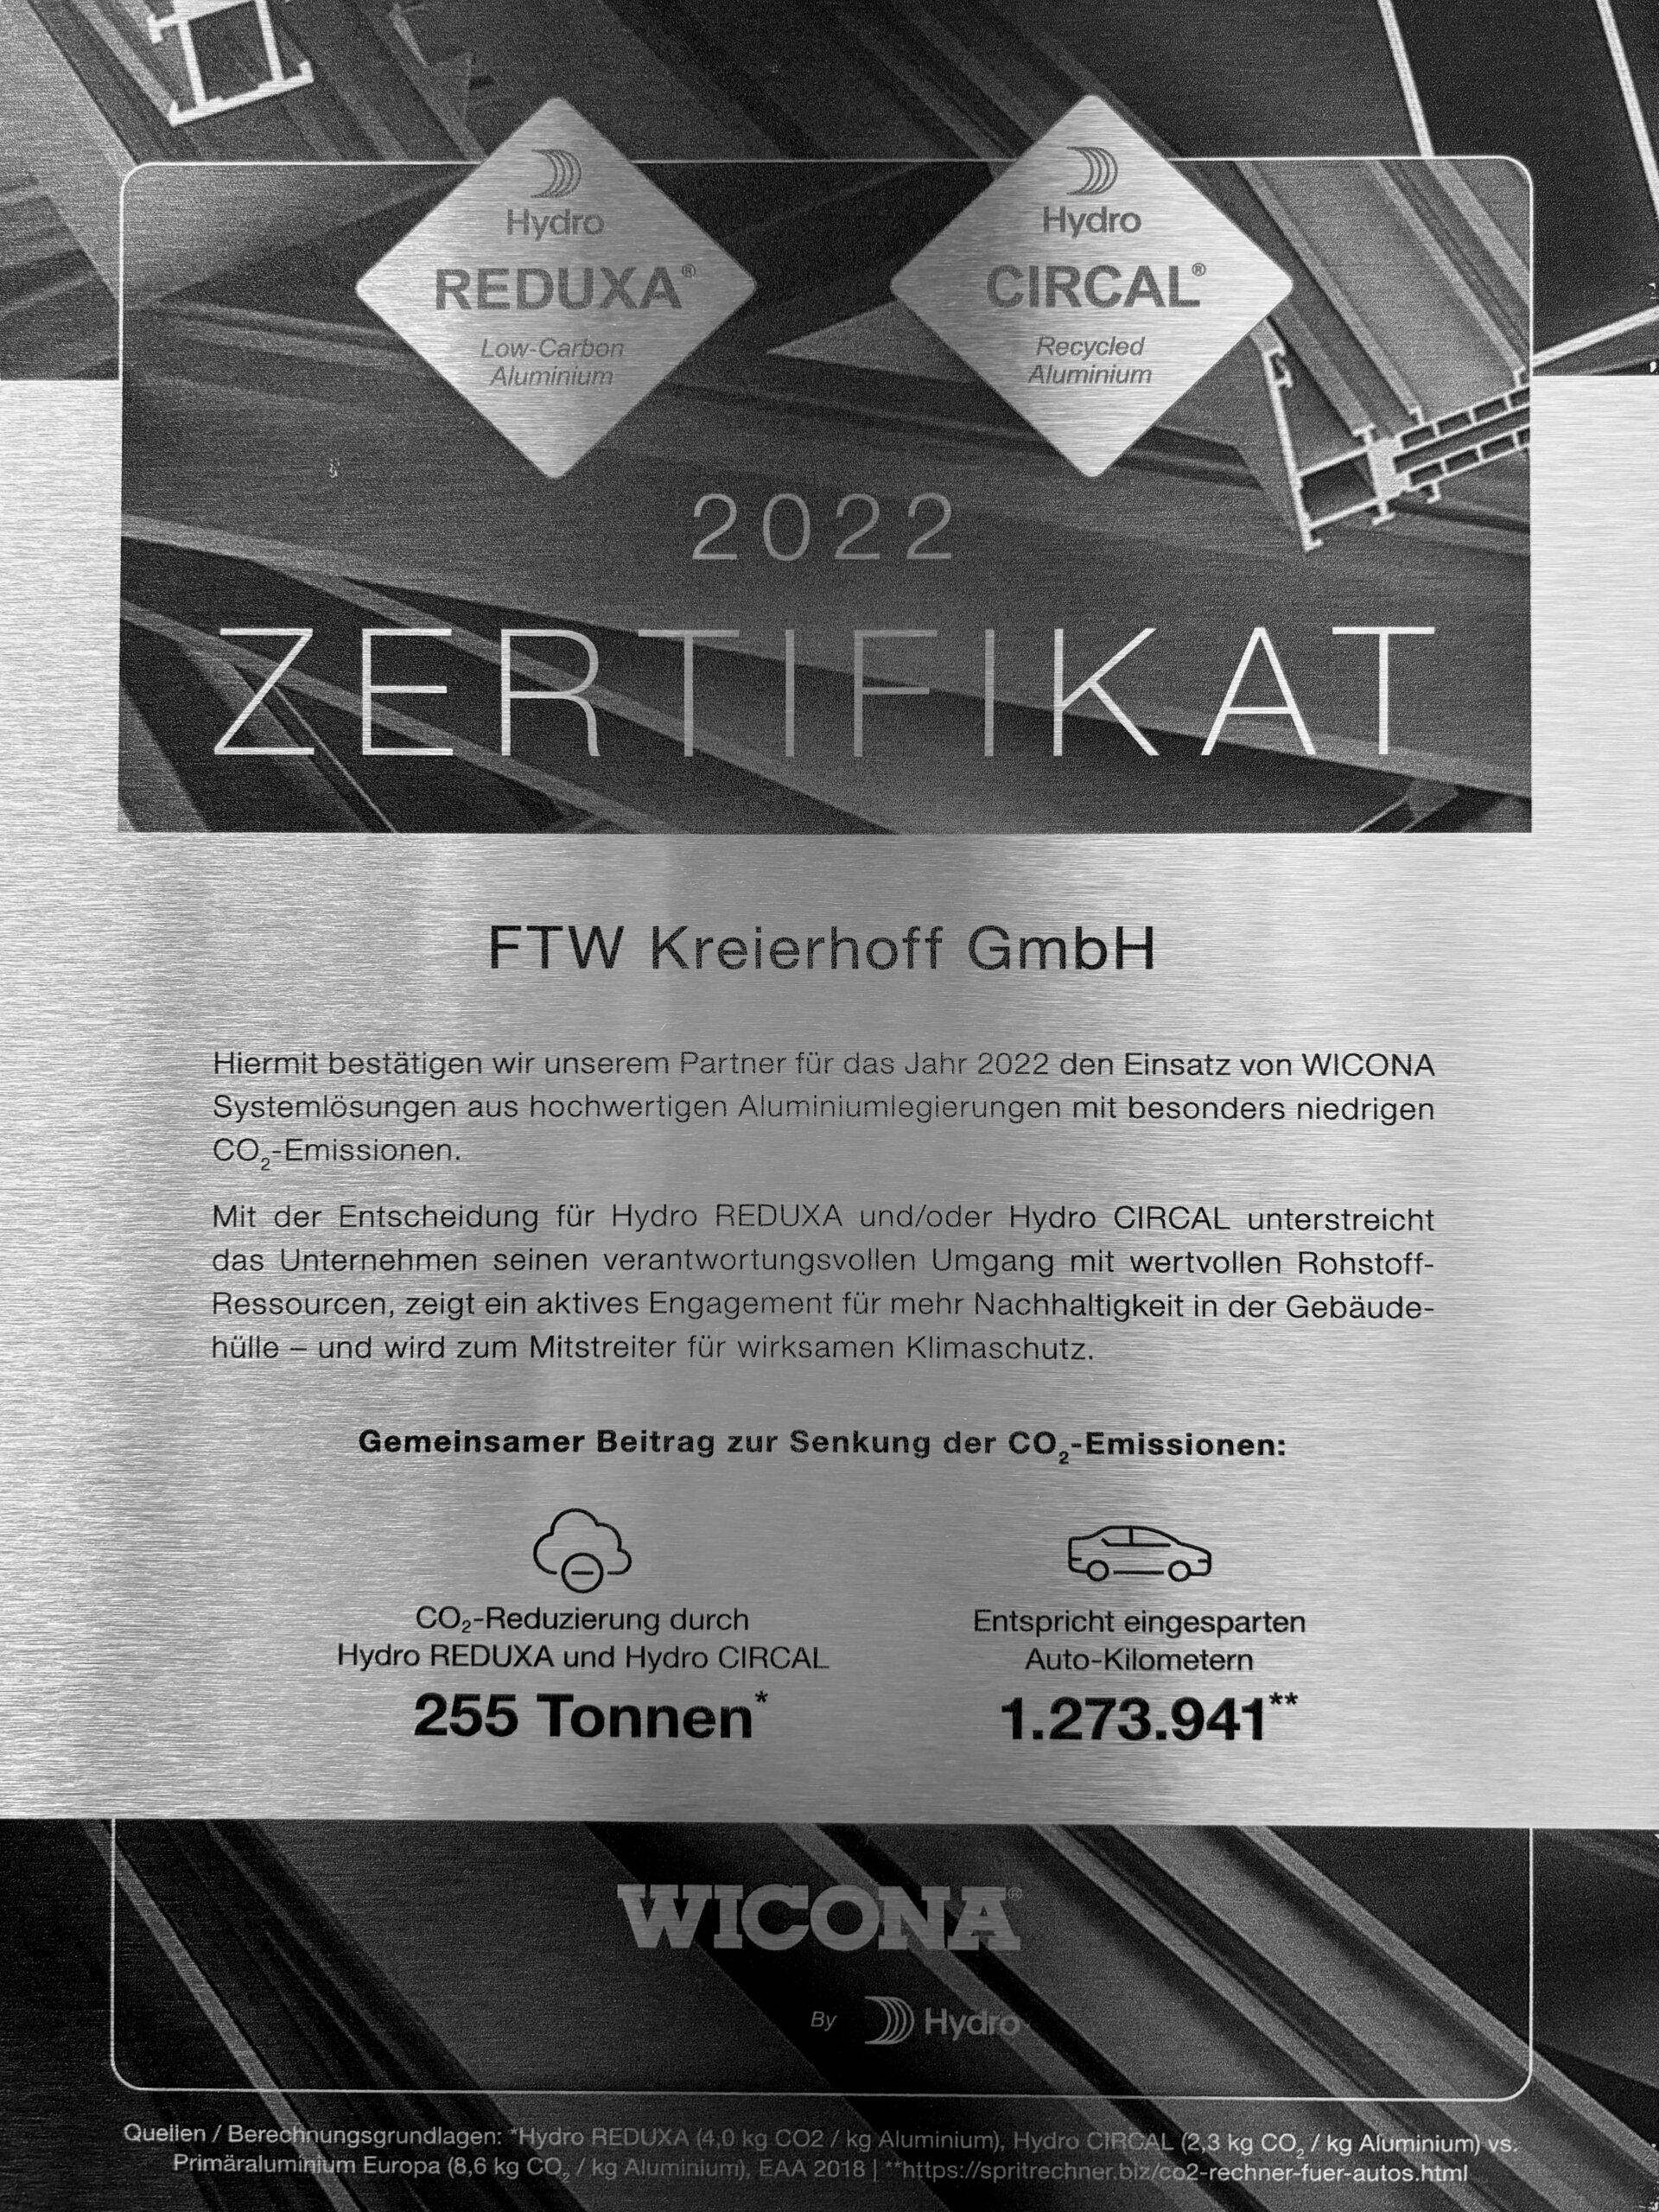 Hydro
REDUXA®
Low-Carbon
Aluminium
Hydro
CIRCAL®
Recycled
Aluminium
2022
ZERTIFIKAT
FTW Kreierhoff GmbH
Hiermit bestätigen wir unserem Partner für das Jahr 2022 den Einsatz von WICONA
Systemlösungen aus hochwertigen Aluminiumlegierungen mit besonders niedrigen
CO₂-Emissionen.
Mit der Entscheidung für Hydro REDUXA und/oder Hydro CIRCAL unterstreicht
das Unternehmen seinen verantwortungsvollen Umgang mit wertvollen Rohstoff-
Ressourcen, zeigt ein aktives Engagement für mehr Nachhaltigkeit in der Gebäude-
hülle – und wird zum Mitstreiter für wirksamen Klimaschutz.
Gemeinsamer Beitrag zur Senkung der CO₂-Emissionen:
CO₂-Reduzierung durch
Hydro REDUXA und Hydro CIRCAL
255 Tonnen*
Entspricht eingesparten
Auto-Kilometern
1.273.941**
WICONA®
By Hydro
Quellen / Berechnungsgrundlagen: *Hydro REDUXA (4,0 kg CO2 / kg Aluminium), Hydro CIRCAL (2,3 kg CO₂ / kg Aluminium) vs.
Primäraluminium Europa (8,6 kg CO₂ / kg Aluminium), EAA 2018 | **https://spritrechner.biz/co2-rechner-fuer-autos.html